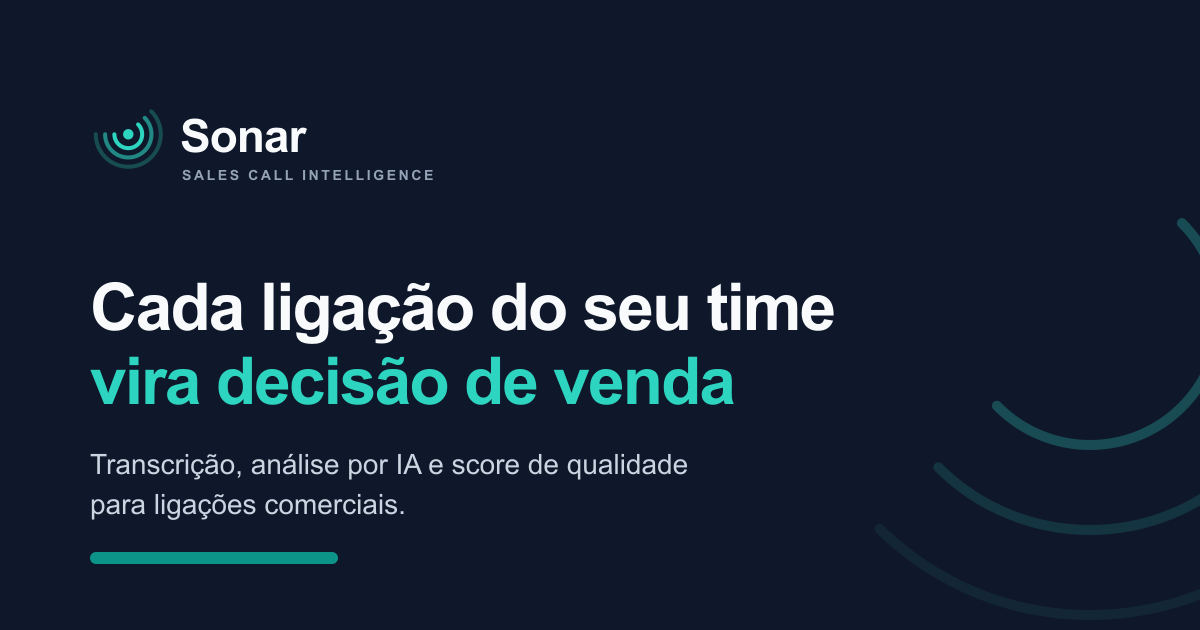 Sonar
SALES CALL INTELLIGENCE
Cada ligação do seu time
vira decisão de venda
Transcrição, análise por IA e score de qualidade
para ligações comerciais.